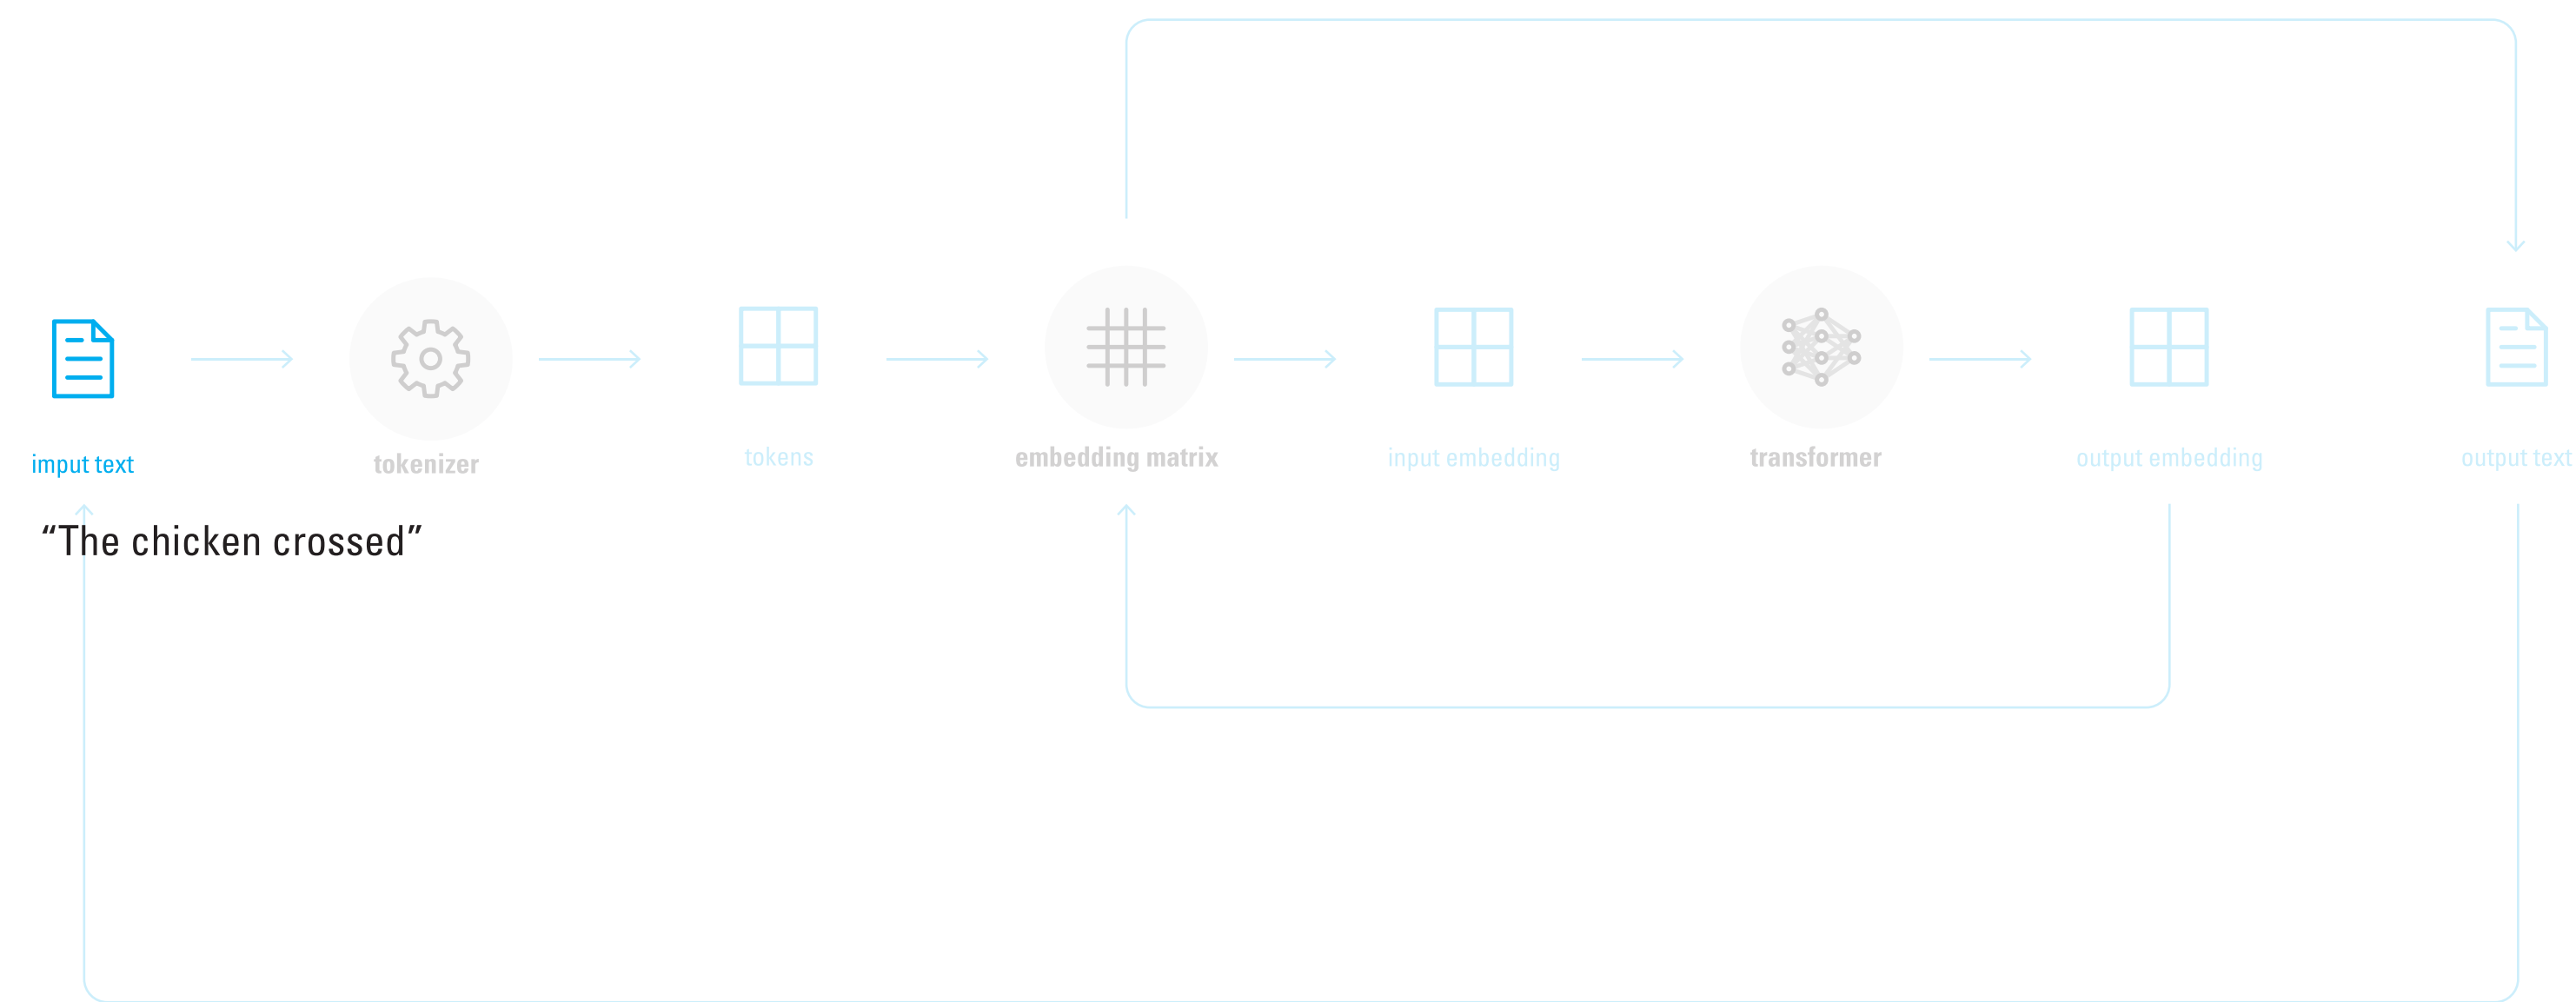 imput text
tokenizer
tokens
embedding matrix
input embedding
transformer
output embedding
output text
“The chicken crossed”